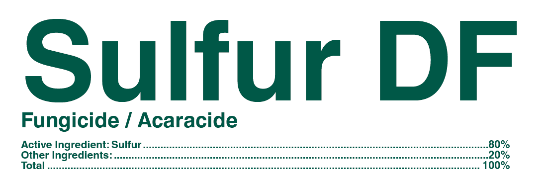 Sulfur DF
Fungicide / Acaracide
Active Ingredient: Sulfur........................................................................................80%
Other Ingredients:................................................................................................20%
Total ................................................................................................................. 100%